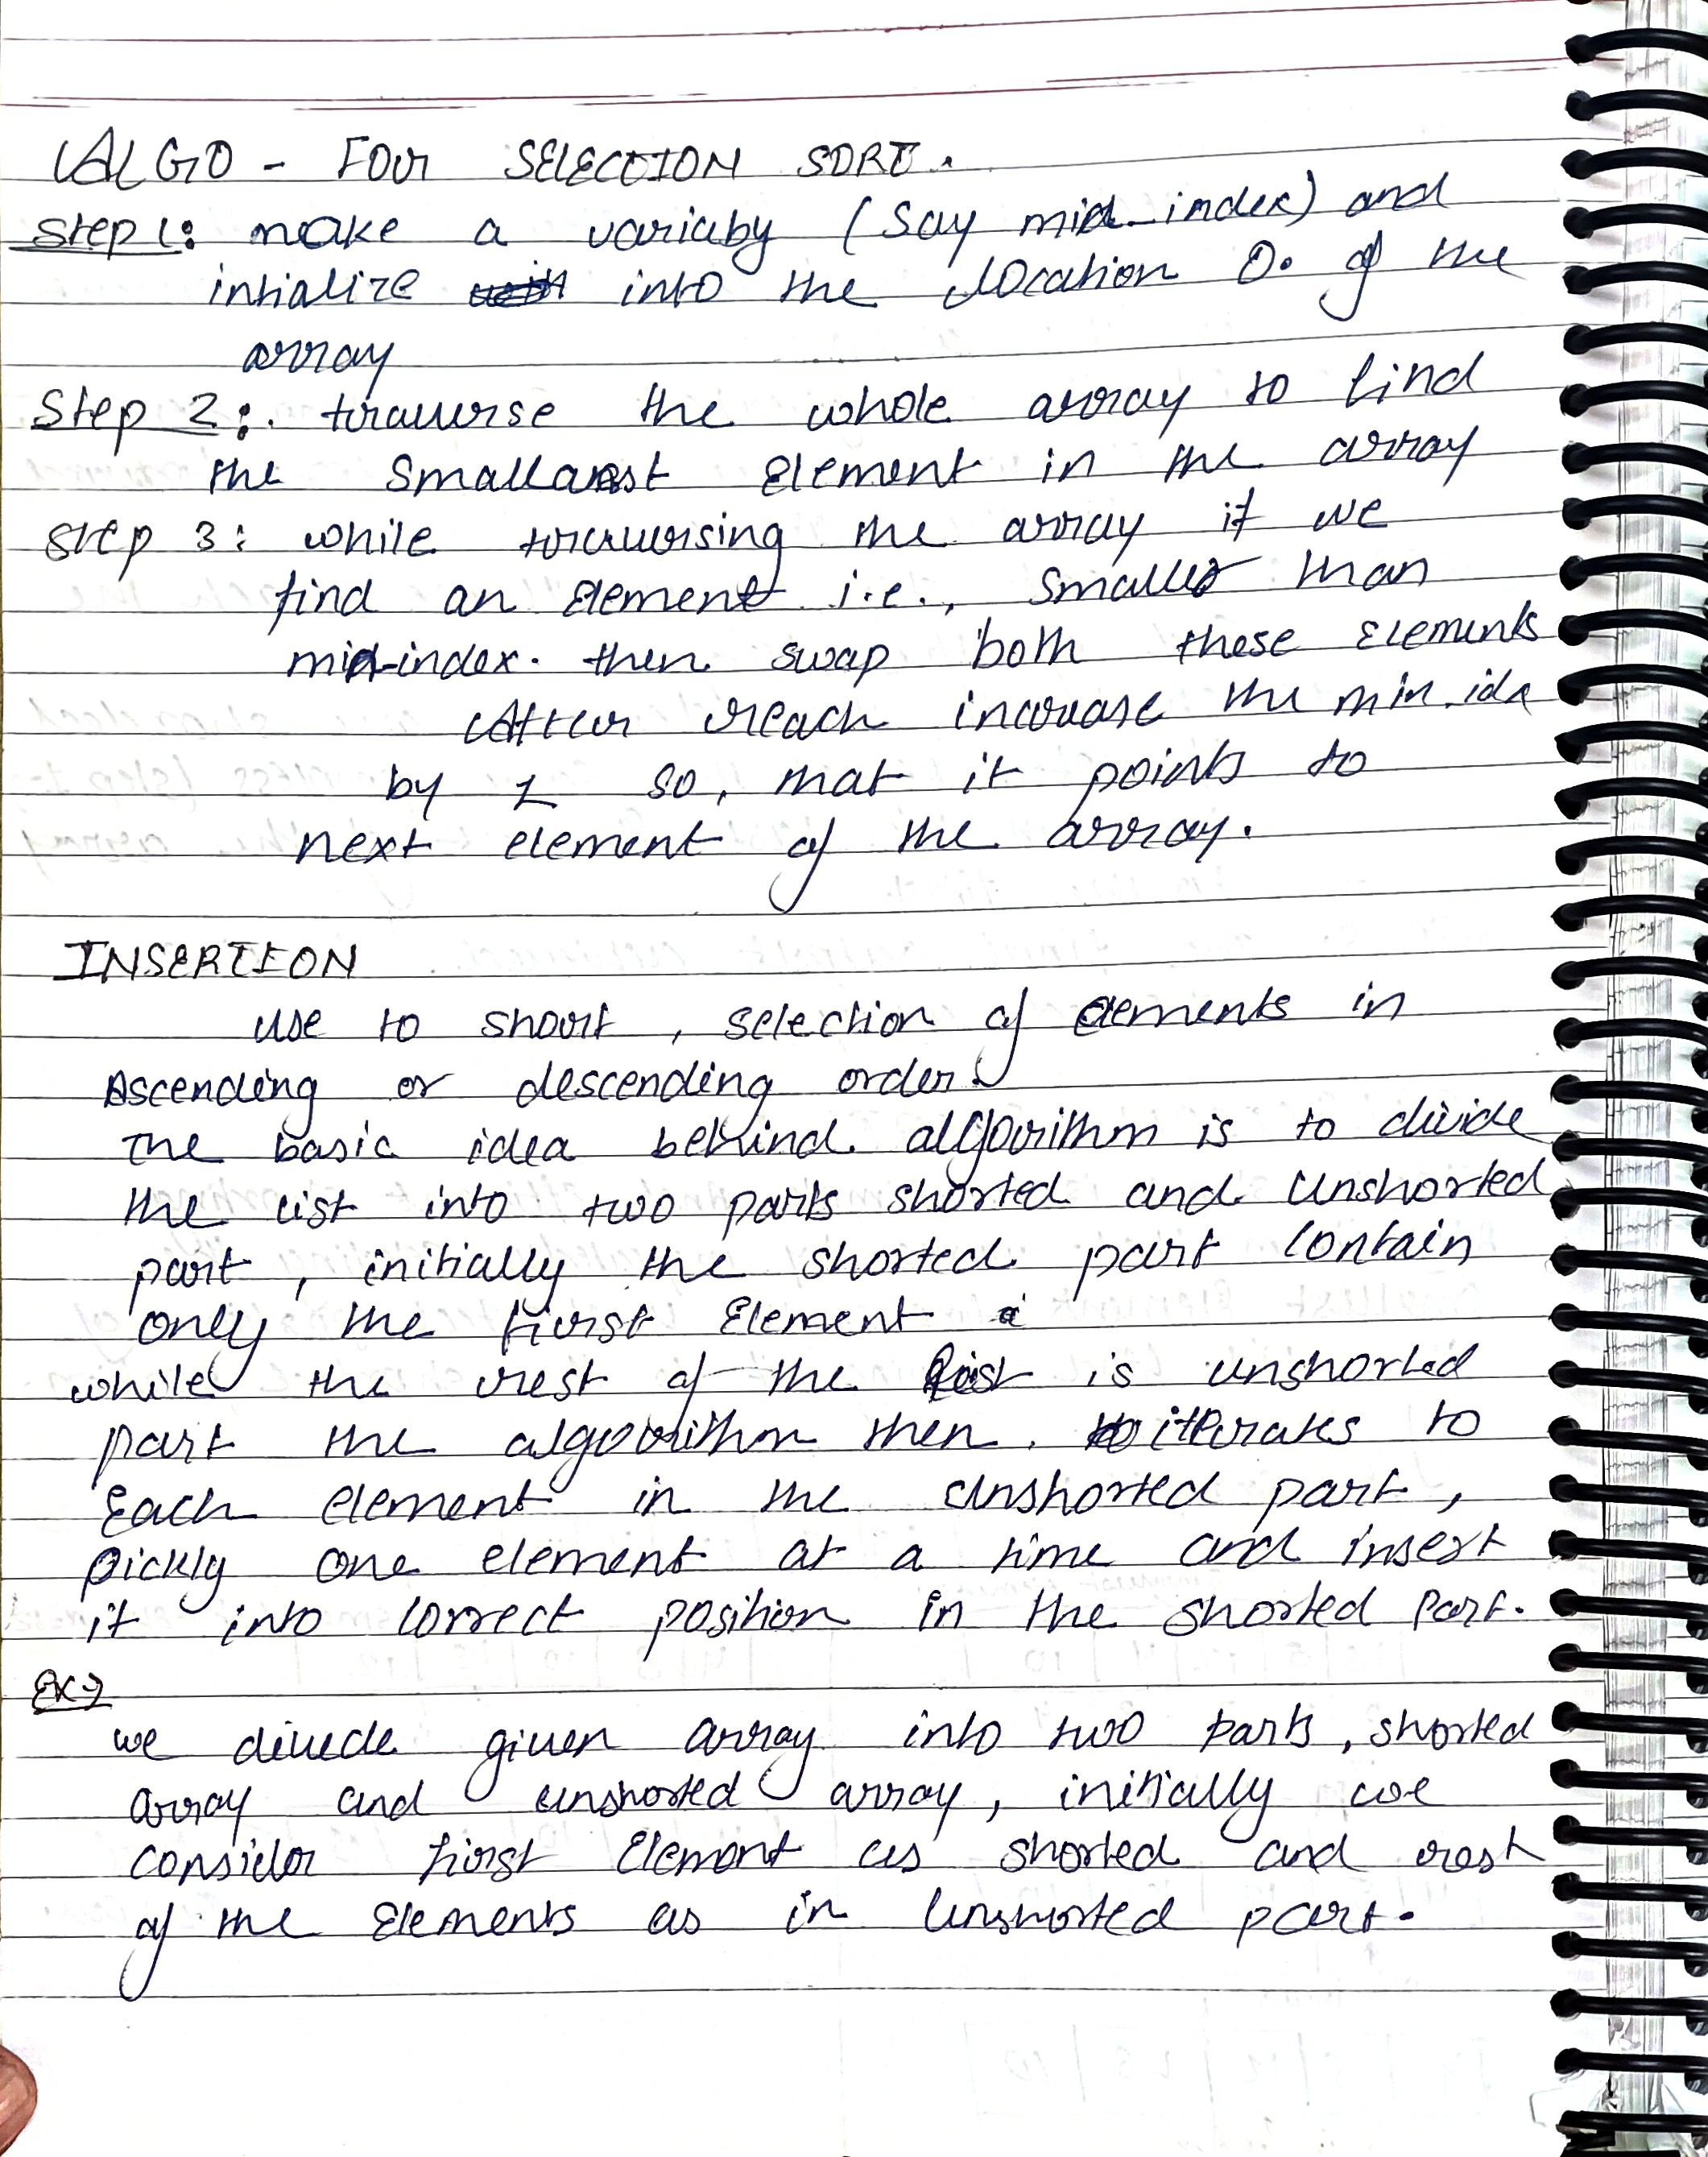 ALGO - FOR SELECTION SORT.
Step 1: make a variaby (Say mid_index) and
intialize into the location 0. of the
array
Step 2: traverse the whole array to find
the Smallarest Element in the array
Step 3: while traversing the array if we
find an Element i.e., smaller than
min-index. then swap both these Elements
After reach increase the min.idx
by 1 so, that it points to
next element of the array.
INSERTION
use to short, selection of elements in
Ascending or descending order.
The basic idea behind. algorithm is to divide
the list into two parts shorted and Unshorted
part, initially the shorted part Contain
only the first Element
while the rest of the list is unshorted
part the algorithm then. iterates to
Each element in the unshorted part,
pickly one element at a time and insert
it into correct position in the shorted Part.
Ex→
we divede given array into two parts, shorted
array and unshorted array, initially we
consider first Element as shorted and rest
of the Elements as in Unshorted part.